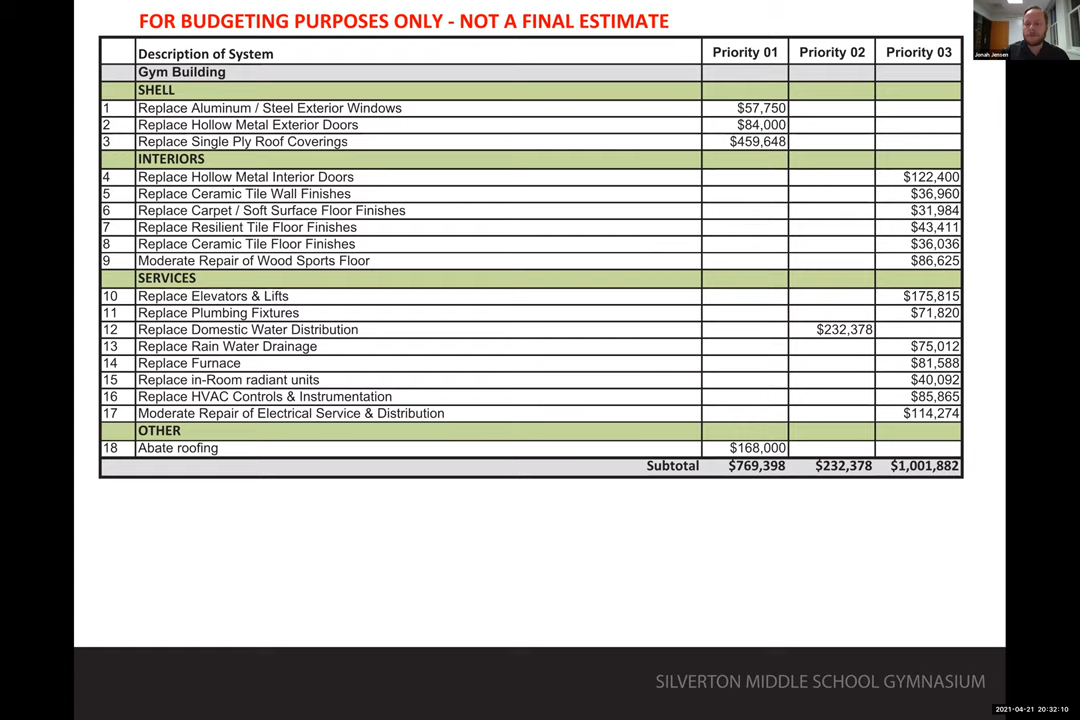 FOR BUDGETING PURPOSES ONLY - NOT A FINAL ESTIMATE
Description of System Priority 01 Priority 02 Priority 03
Gym Building
SHELL
1 Replace Aluminum / Steel Exterior Windows $57,750
2 Replace Hollow Metal Exterior Doors $84,000
3 Replace Single Ply Roof Coverings $459,648
INTERIORS
4 Replace Hollow Metal Interior Doors $122,400
5 Replace Ceramic Tile Wall Finishes $36,960
6 Replace Carpet / Soft Surface Floor Finishes $31,984
7 Replace Resilient Tile Floor Finishes $43,411
8 Replace Ceramic Tile Floor Finishes $36,036
9 Moderate Repair of Wood Sports Floor $86,625
SERVICES
10 Replace Elevators & Lifts $175,815
11 Replace Plumbing Fixtures $71,820
12 Replace Domestic Water Distribution $232,378
13 Replace Rain Water Drainage $75,012
14 Replace Furnace $81,588
15 Replace in-Room radiant units $40,092
16 Replace HVAC Controls & Instrumentation $85,865
17 Moderate Repair of Electrical Service & Distribution $114,274
OTHER
18 Abate roofing $168,000
Subtotal $769,398 $232,378 $1,001,882
SILVERTON MIDDLE SCHOOL GYMNASIUM
Jonah Jensen
2021-04-21 20:32:10